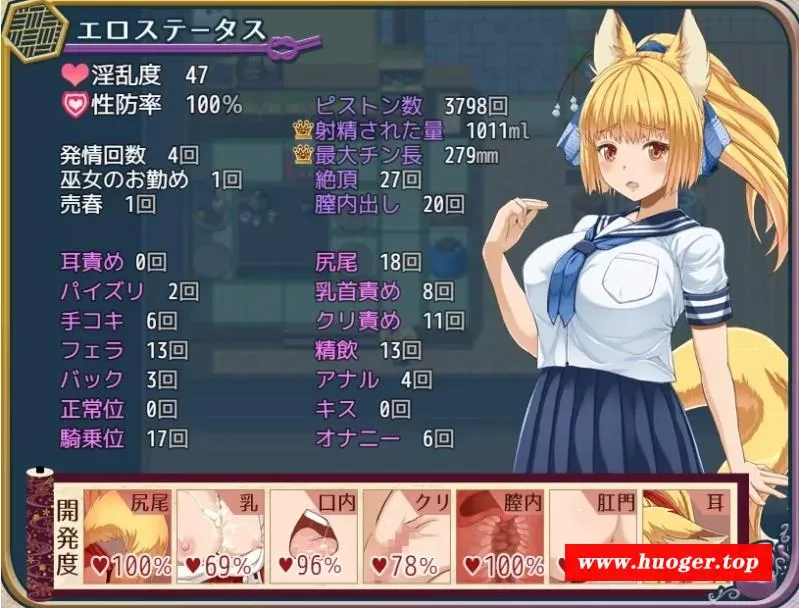 エロステータス
淫乱度 47
性防率 100%
発情回数 4回
巫女のお勤め 1回
売春 1回
ピストン数 3798回
射精された量 1011ml
最大チン長 279mm
絶頂 27回
膣内出し 20回
耳責め 0回
パイズリ 2回
手コキ 6回
フェラ 13回
バック 3回
正常位 0回
騎乗位 17回
尻尾 18回
乳首責め 8回
クリ責め 11回
精飲 13回
アナル 4回
キス 0回
オナニー 6回
開発度
尻尾 100%
乳 69%
口内 96%
クリ 78%
膣内 100%
肛門
耳
www.huoger.top